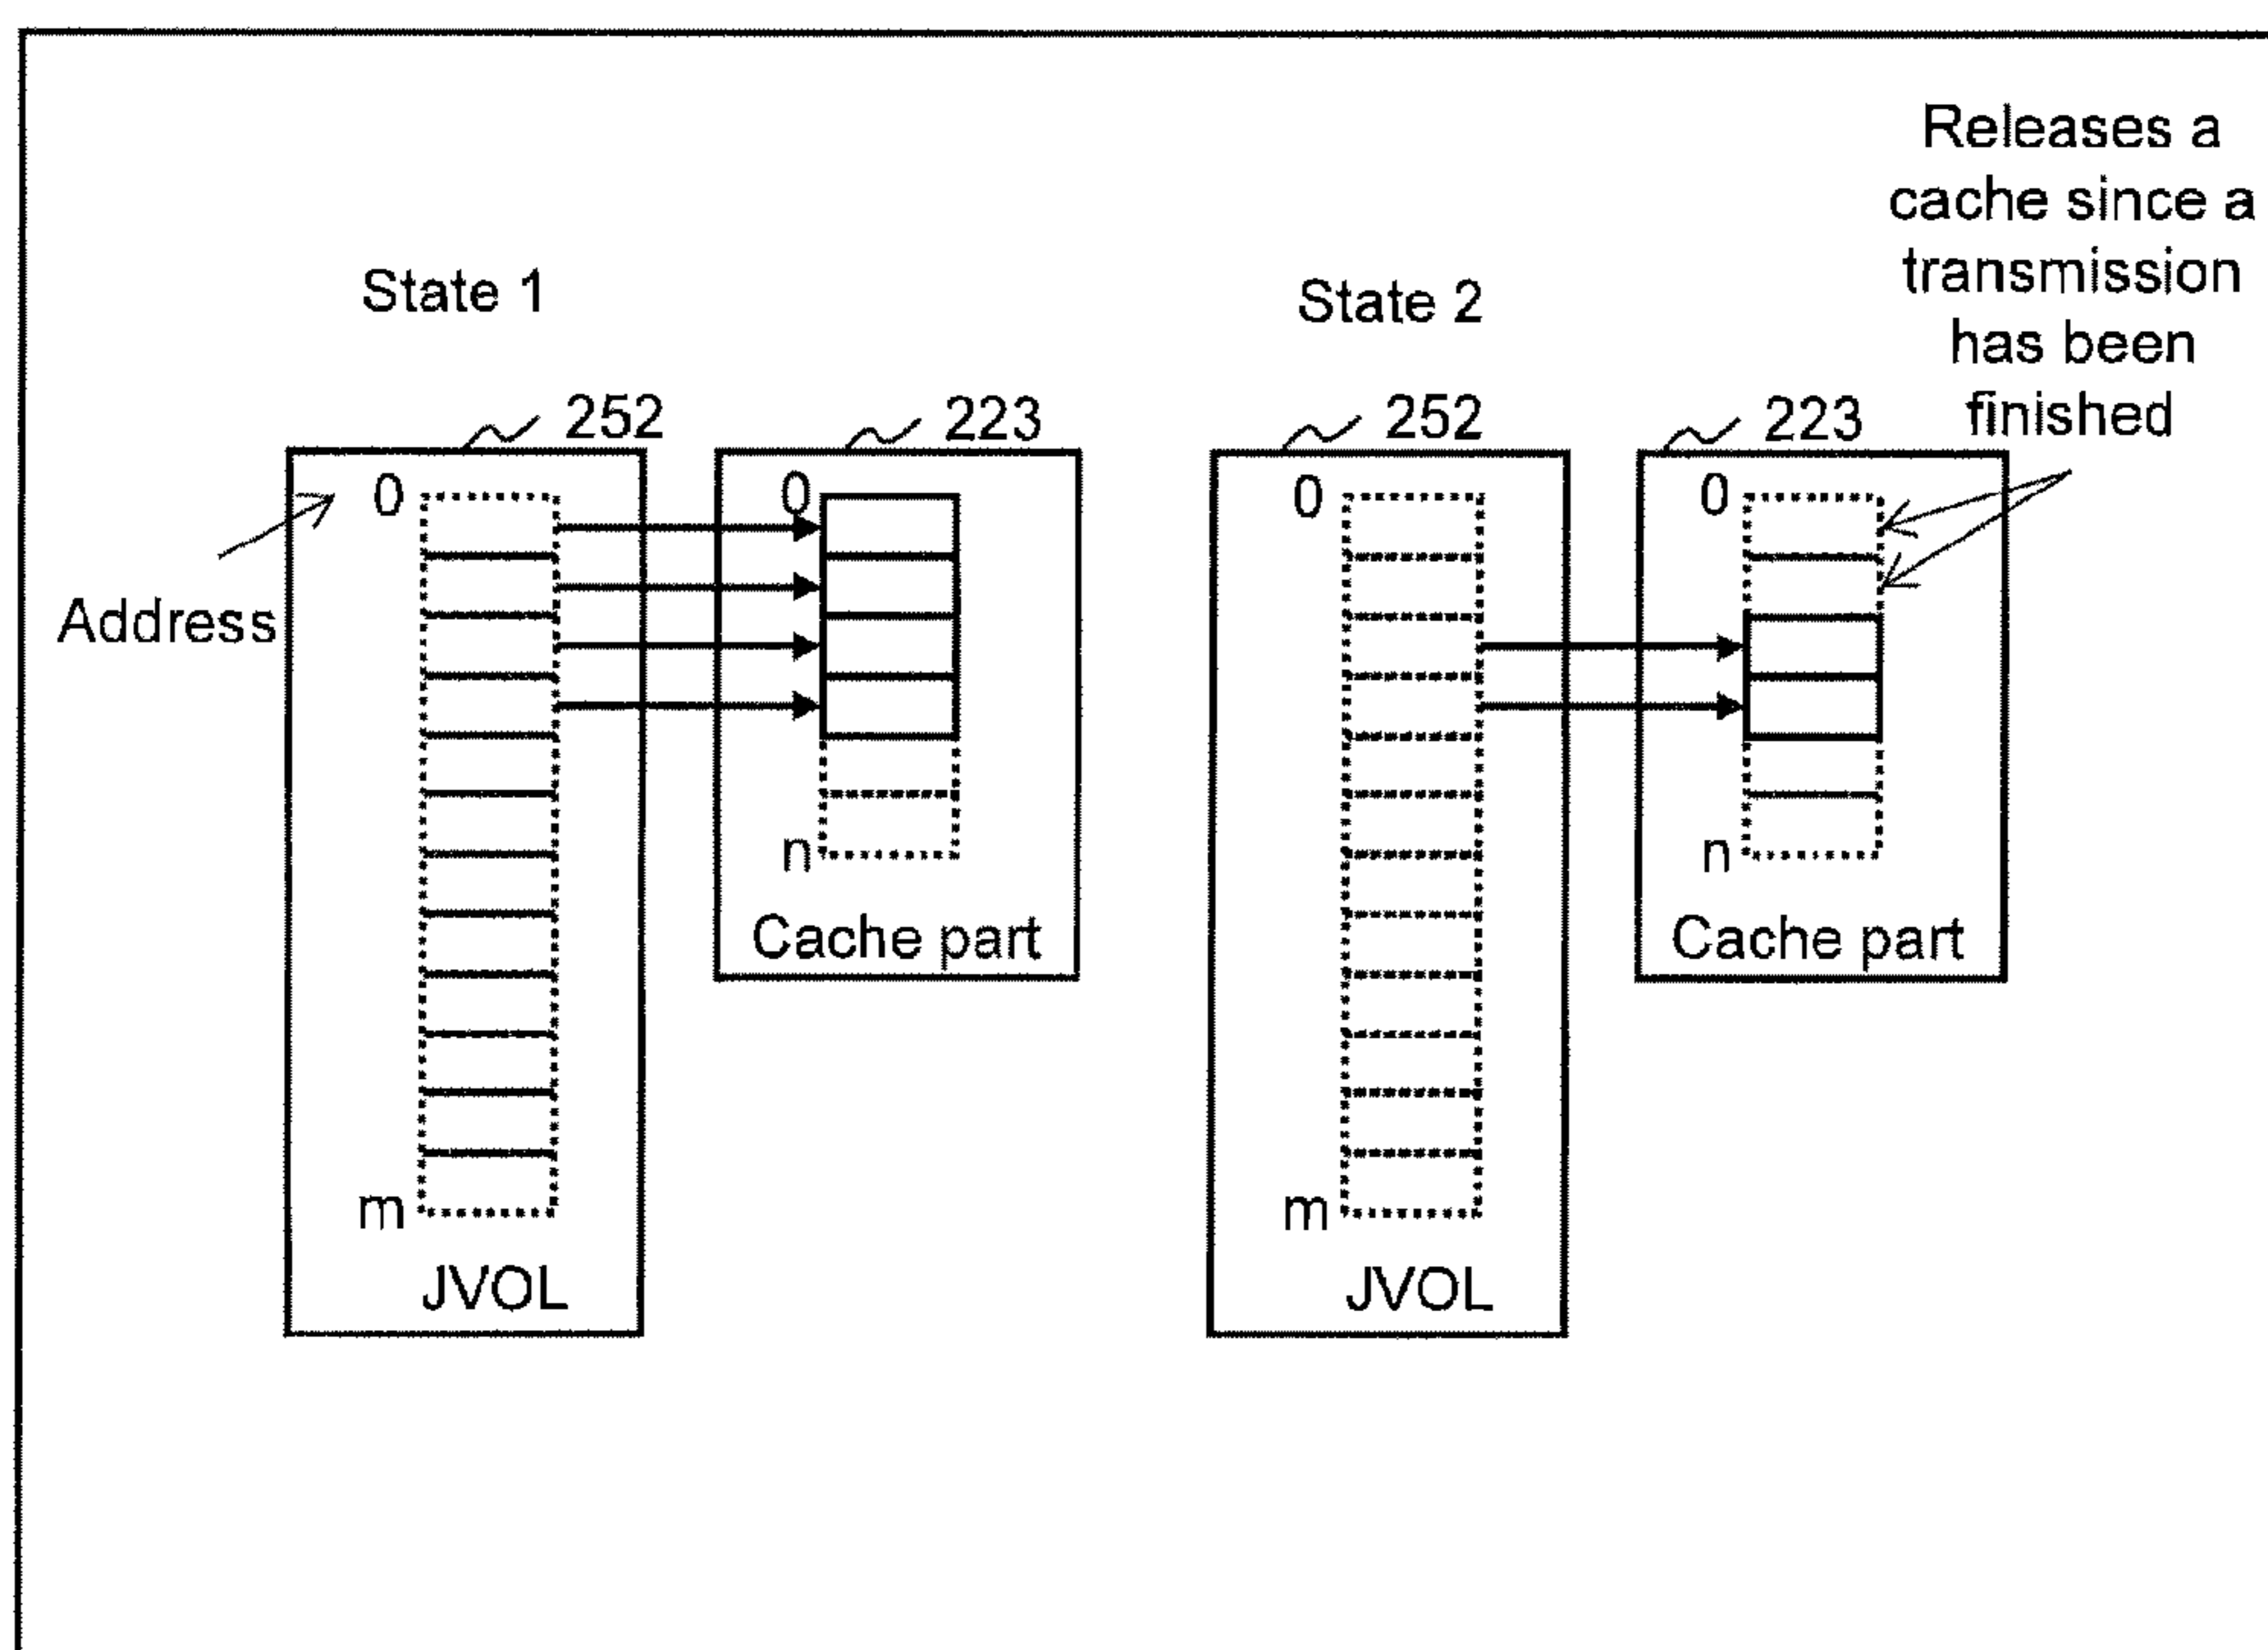 Releases a
cache since a
transmission
has been
finished
State 1
State 2
252
223
252
223
0
0
0
0
Address
n
n
Cache part
Cache part
m
m
JVOL
JVOL